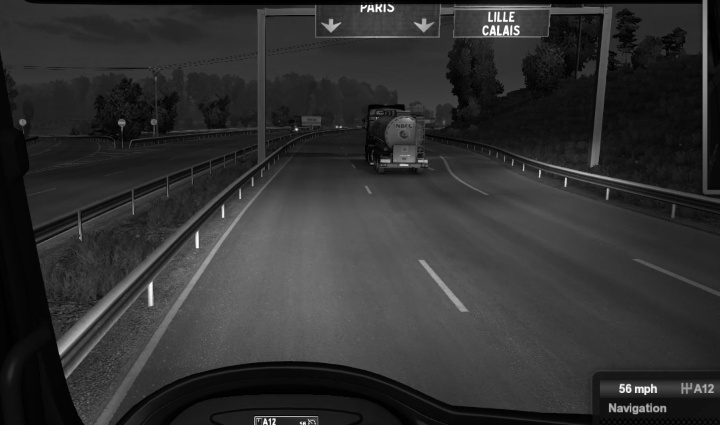 PARIS
LILLE
CALAIS
56 mph
A12
Navigation
A12